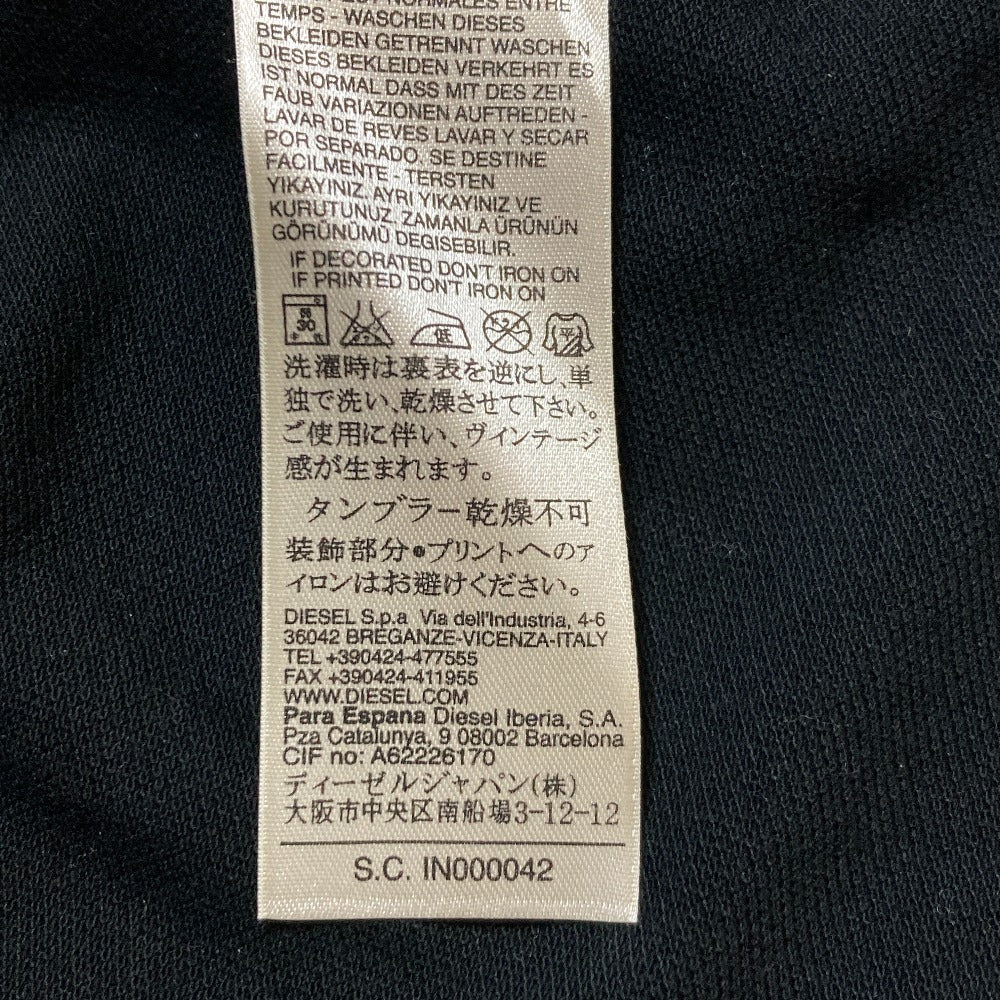 NORMALES ENTRE
TEMPS - WASCHEN DIESES
BEKLEIDEN GETRENNT WASCHEN
DIESES BEKLEIDEN VERKEHRT ES
IST NORMAL DASS MIT DES ZEIT
FAUB VARIAZIONEN AUFTREDEN -
LAVAR DE REVES LAVAR Y SECAR
POR SEPARADO. SE DESTINE
FACILMENTE - TERSTEN
YIKAYINIZ. AYRI YIKAYINIZ VE
KURUTUNUZ. ZAMANLA ÜRÜNÜN
GÖRÜNÜMÜ DEGISEBILIR.
IF DECORATED DON'T IRON ON
IF PRINTED DON'T IRON ON
弱 30 中性 低 平
洗濯時は裏表を逆にし、単
独で洗い、乾燥させて下さい。
ご使用に伴い、ヴィンテージ
感が生まれます。
タンブラー乾燥不可
装飾部分•プリントへのア
イロンはお避けください。
DIESEL S.p.a Via dell'Industria, 4-6
36042 BREGANZE-VICENZA-ITALY
TEL +390424-477555
FAX +390424-411955
WWW.DIESEL.COM
Para Espana Diesel Iberia, S.A.
Pza Catalunya, 9 08002 Barcelona
CIF no: A62226170
ディーゼルジャパン(株)
大阪市中央区南船場3-12-12
S.C. IN000042